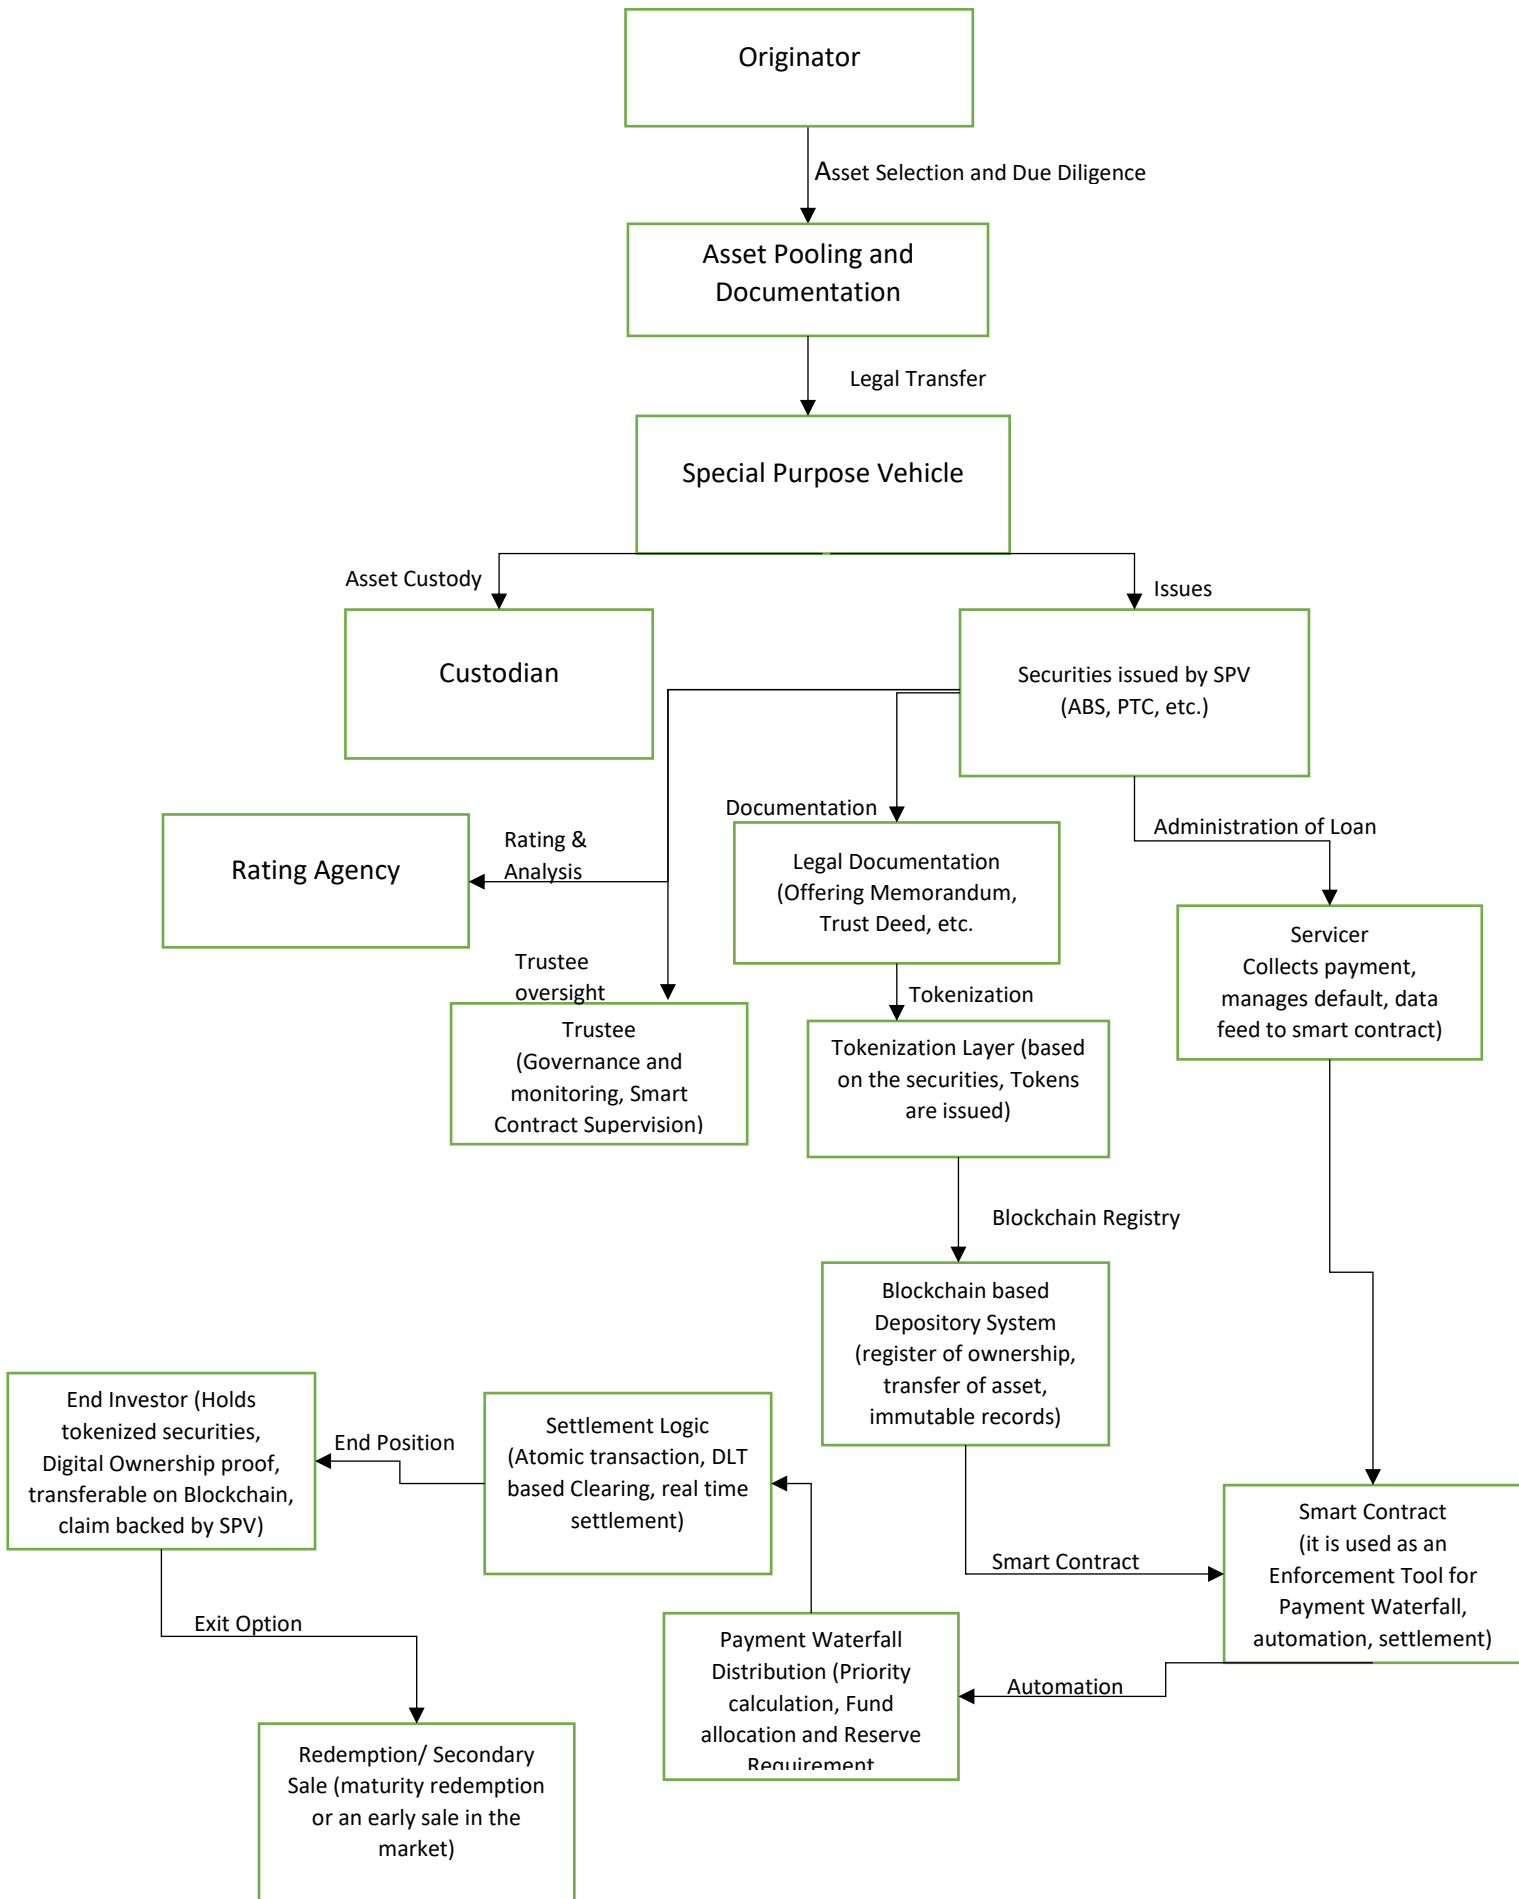 Originator
Asset Selection and Due Diligence
Asset Pooling and
Documentation
Legal Transfer
Special Purpose Vehicle
Asset Custody
Issues
Custodian
Securities issued by SPV
(ABS, PTC, etc.)
Documentation
Administration of Loan
Rating Agency
Rating &
Analysis
Legal Documentation
(Offering Memorandum,
Trust Deed, etc.
Servicer
Collects payment,
manages default, data
feed to smart contract)
Trustee
oversight
Tokenization
Trustee
(Governance and
monitoring, Smart
Contract Supervision)
Tokenization Layer (based
on the securities, Tokens
are issued)
Blockchain Registry
Blockchain based
Depository System
(register of ownership,
transfer of asset,
immutable records)
End Investor (Holds
tokenized securities,
Digital Ownership proof,
transferable on Blockchain,
claim backed by SPV)
End Position
Settlement Logic
(Atomic transaction, DLT
based Clearing, real time
settlement)
Smart Contract
Smart Contract
(it is used as an
Enforcement Tool for
Payment Waterfall,
automation, settlement)
Exit Option
Payment Waterfall
Distribution (Priority
calculation, Fund
allocation and Reserve
Requirement
Automation
Redemption/ Secondary
Sale (maturity redemption
or an early sale in the
market)